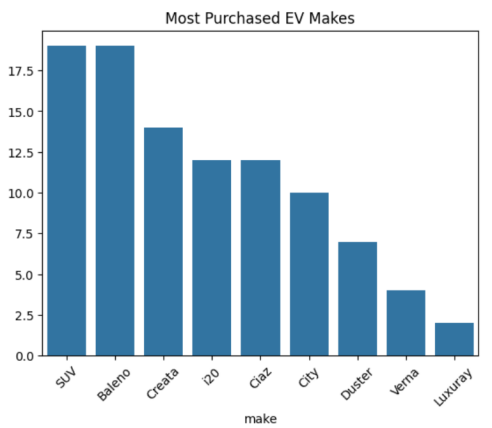 Most Purchased EV Makes
17.5
15.0
12.5
10.0
7.5
5.0
2.5
0.0
SUV
Baleno
Creata
i20
Ciaz
City
Duster
Verna
Luxuray
make